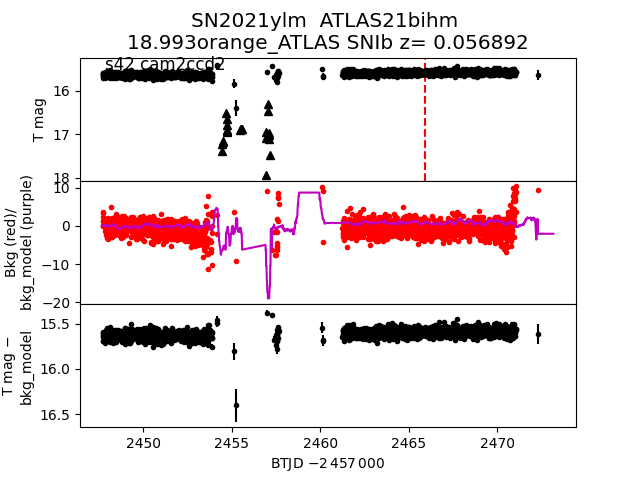 SN2021ylm ATLAS21bihm
18.993orange_ATLAS SNIb z= 0.056892
s42 cam2ccd2
T mag
16
17
18
Bkg (red)/
bkg_model (purple)
10
0
−10
−20
T mag −
bkg_model
15.5
16.0
16.5
2450
2455
2460
2465
2470
BTJD −2 457 000